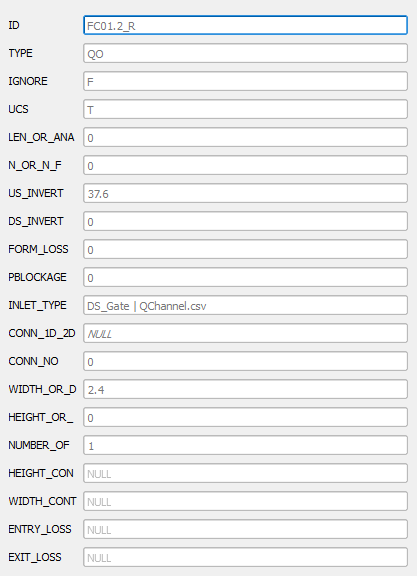 ID FC01.2_R
TYPE QO
IGNORE F
UCS T
LEN_OR_ANA 0
N_OR_N_F 0
US_INVERT 37.6
DS_INVERT 0
FORM_LOSS 0
PBLOCKAGE 0
INLET_TYPE DS_Gate | QChannel.csv
CONN_1D_2D NULL
CONN_NO 0
WIDTH_OR_D 2.4
HEIGHT_OR_ 0
NUMBER_OF 1
HEIGHT_CON NULL
WIDTH_CONT NULL
ENTRY_LOSS NULL
EXIT_LOSS NULL